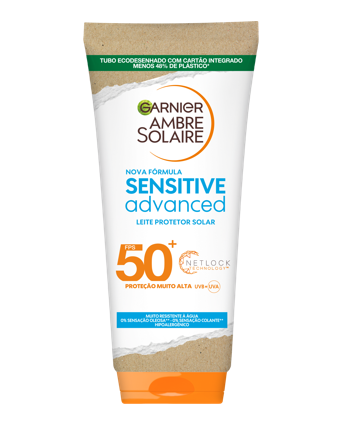 TUBO ECODESENHADO COM CARTÃO INTEGRADO
MENOS 48% DE PLÁSTICO*
GARNIER
AMBRE
SOLAIRE
NOVA FÓRMULA
SENSITIVE
advanced
LEITE PROTETOR SOLAR
FPS
50+
NETLOCK
TECHNOLOGY™
PROTEÇÃO MUITO ALTA UVB+UVA
MUITO RESISTENTE À ÁGUA
0% SENSAÇÃO OLEOSA** - 0% SENSAÇÃO COLANTE**
HIPOALERGÉNICO